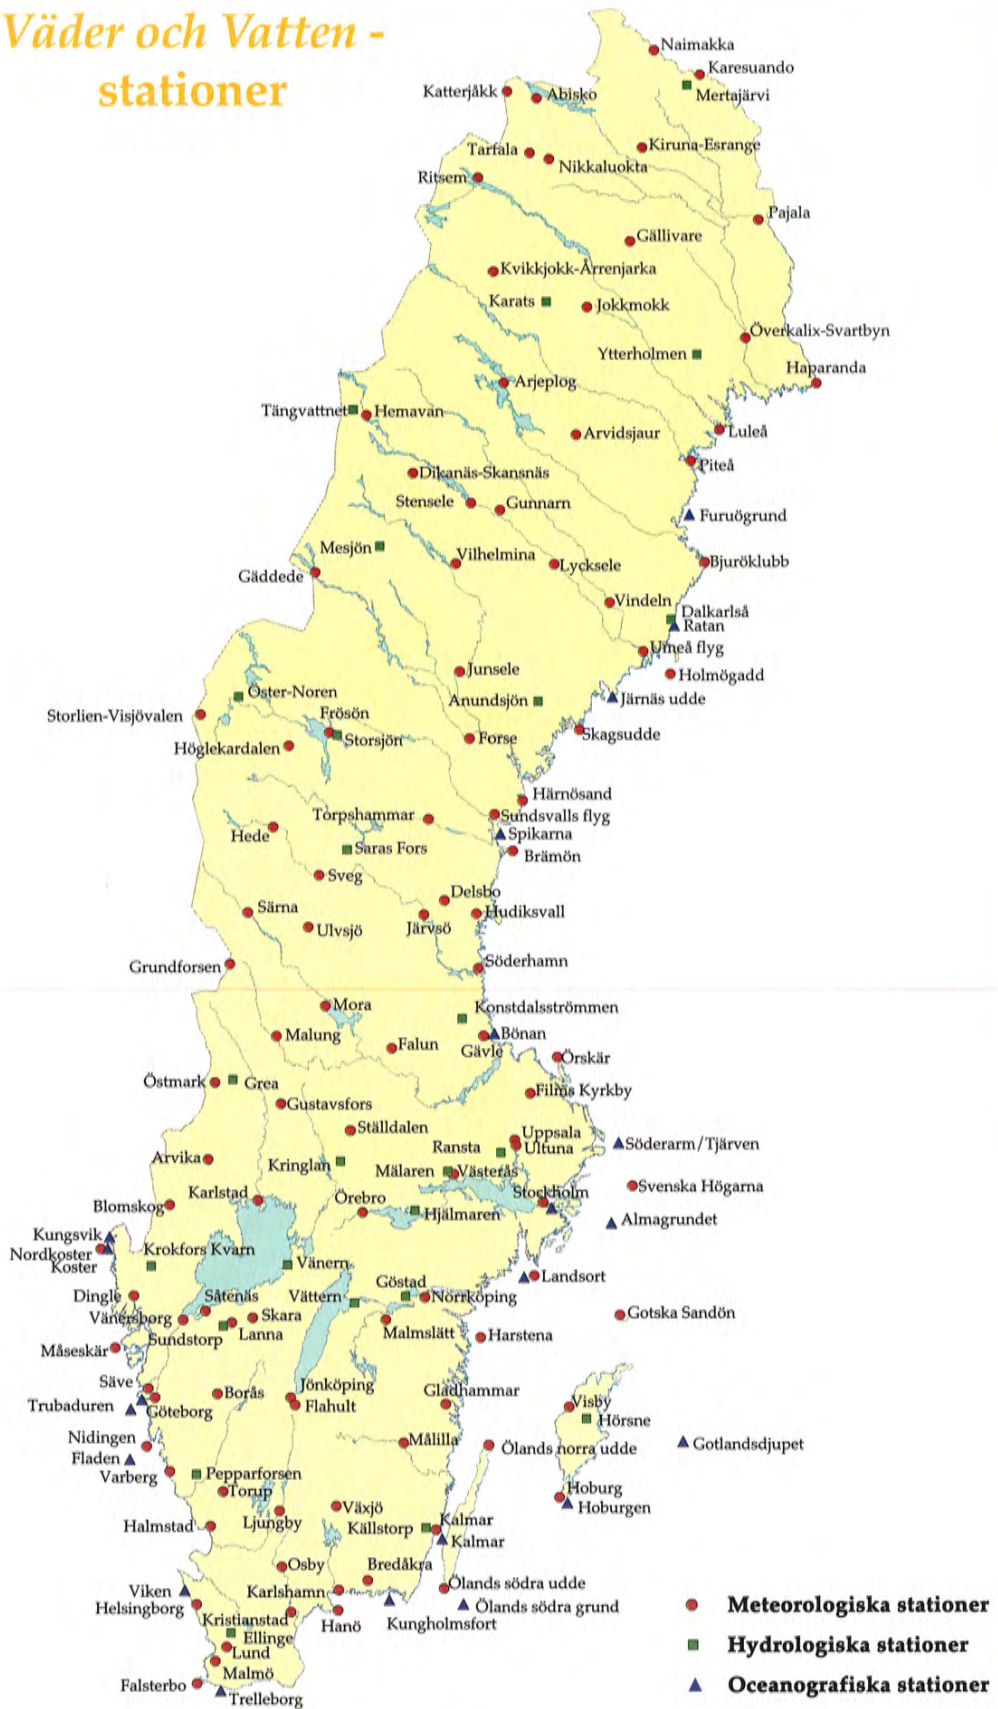 Väder och Vatten -
stationer
Naimakka
Karesuando
Katterjåkk
Abisko
Mertajärvi
Tarfala
Kiruna-Esrange
Nikkaluokta
Ritsem
Pajala
Gällivare
Kvikkjokk-Årrenjarka
Karats
Jokkmokk
Överkalix-Svartbyn
Ytterholmen
Haparanda
Arjeplog
Tängvattnet
Hemavan
Luleå
Arvidsjaur
Piteå
Dikanäs-Skansnäs
Stensele
Gunnarn
Furuögrund
Mesjön
Vilhelmina
Bjuröklubb
Lycksele
Gäddede
Vindeln
Dalkarlså
Ratan
Umeå flyg
Junsele
Holmögadd
Öster-Noren
Anundsjön
Järnäs udde
Storlien-Visjövalen
Frösön
Storsjön
Skagsudde
Höglekardalen
Forse
Härnösand
Torpshammar
Sundsvalls flyg
Hede
Spikarna
Saras Fors
Brämön
Sveg
Delsbo
Särna
Hudiksvall
Ulvsjö
Järvsö
Söderhamn
Grundforsen
Mora
Konstdalsströmmen
Malung
Bönan
Falun
Gävle
Örskär
Östmark
Grea
Films Kyrkby
Gustavsfors
Ställdalen
Uppsala
Söderarm/Tjärven
Ransta
Ultuna
Arvika
Kringlan
Mälaren
Västerås
Svenska Högarna
Karlstad
Örebro
Stockholm
Blomskog
Hjälmaren
Almagrundet
Kungsvik
Nordkoster
Krokfors Kvarn
Koster
Vänern
Göstad
Landsort
Dingle
Såtenäs
Vättern
Norrköping
Vänersborg
Skara
Gotska Sandön
Sundstorp
Lanna
Malmslätt
Harstena
Måseskär
Säve
Jönköping
Gladhammar
Borås
Trubaduren
Göteborg
Flahult
Visby
Hörsne
Nidingen
Målilla
Ölands norra udde
Gotlandsdjupet
Fladen
Varberg
Pepparforsen
Torup
Hoburg
Växjö
Hoburgen
Halmstad
Ljungby
Källstorp
Kalmar
Kalmar
Osby
Bredåkra
Viken
Karlshamn
Ölands södra udde
Helsingborg
Kristianstad
Hanö
Kungholmsfort
Ölands södra grund
Ellinge
Lund
Malmö
Falsterbo
Trelleborg
Meteorologiska stationer
Hydrologiska stationer
Oceanografiska stationer